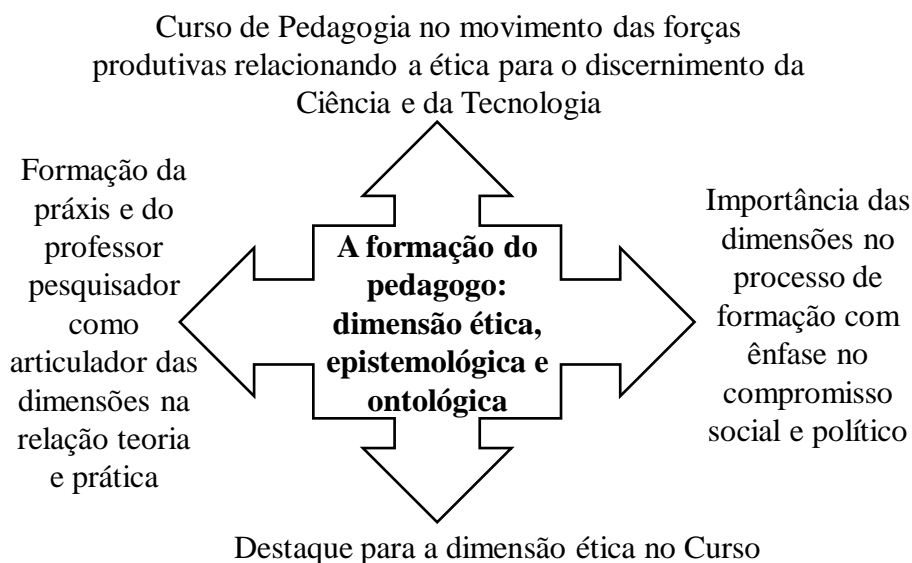 Curso de Pedagogia no movimento das forças
produtivas relacionando a ética para o discernimento da
Ciência e da Tecnologia
Formação da
práxis e do
professor
pesquisador
como
articulador das
dimensões na
relação teoria
e prática
A formação do
pedagogo:
dimensão ética,
epistemológica e
ontológica
Importância das
dimensões no
processo de
formação com
ênfase no
compromisso
social e político
Destaque para a dimensão ética no Curso